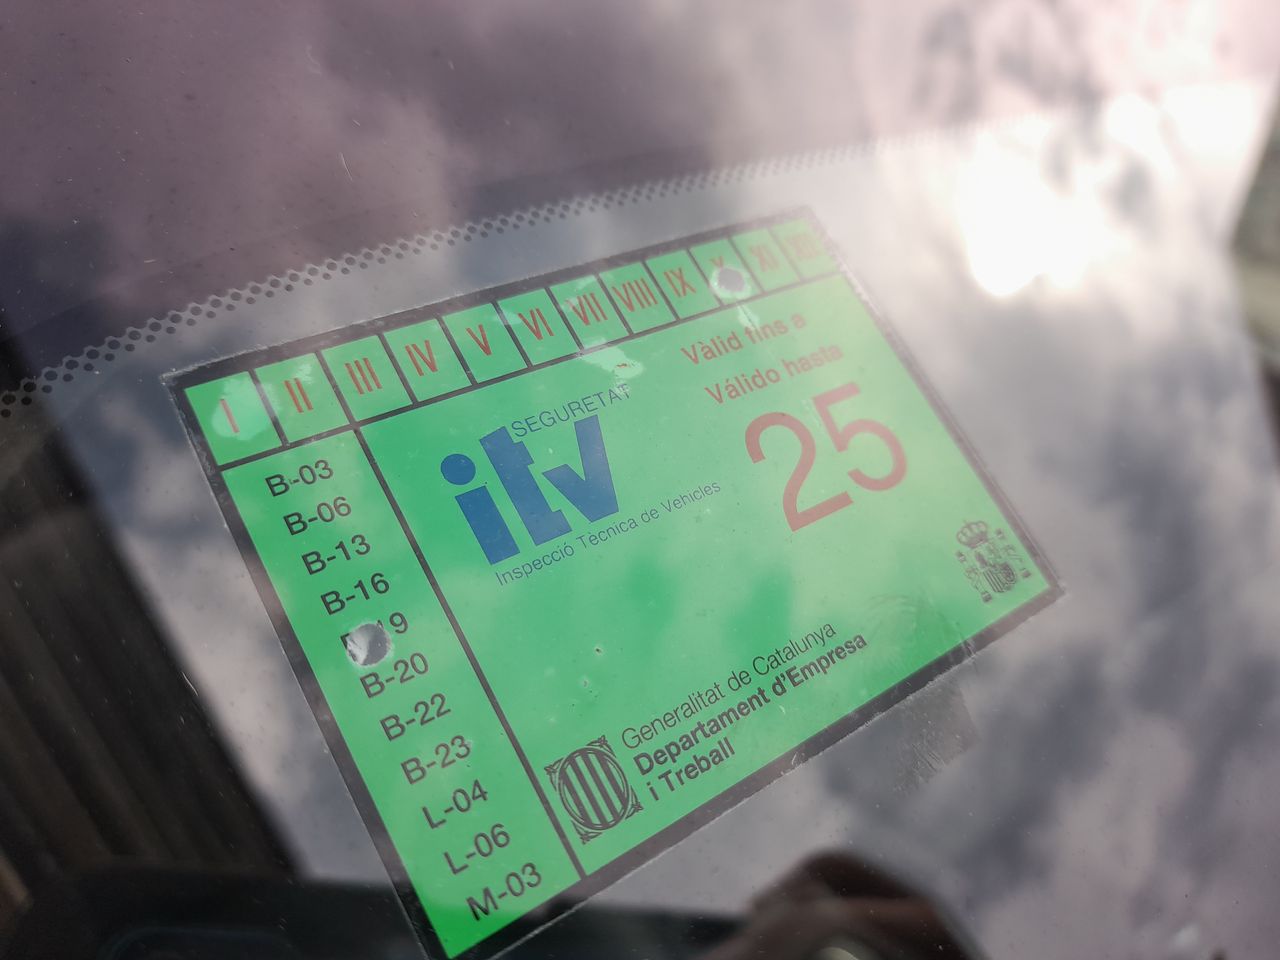 I II III IV V VI VII VIII IX X XI XII
Vàlid fins a
Válido hasta
25
SEGURETAT
itv
Inspecció Tècnica de Vehicles
B-03
B-06
B-13
B-16
9
B-20
B-22
B-23
L-04
L-06
M-03
Generalitat de Catalunya
Departament d'Empresa
i Treball